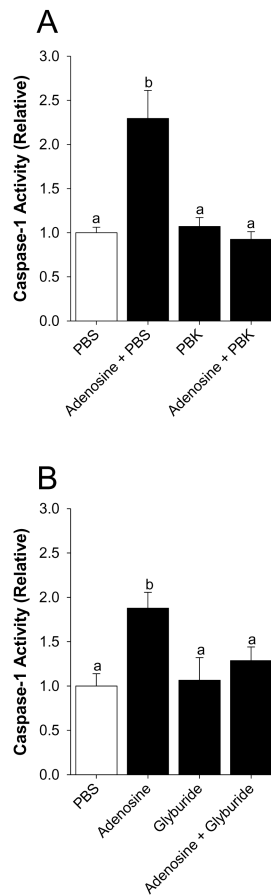 A
Caspase-1 Activity (Relative)
3.0
2.5
2.0
1.5
1.0
0.5
0.0
a
b
a
a
PBS
Adenosine + PBS
PBK
Adenosine + PBK
B
Caspase-1 Activity (Relative)
3.0
2.5
2.0
1.5
1.0
0.5
0.0
a
b
a
a
PBS
Adenosine
Glyburide
Adenosine + Glyburide